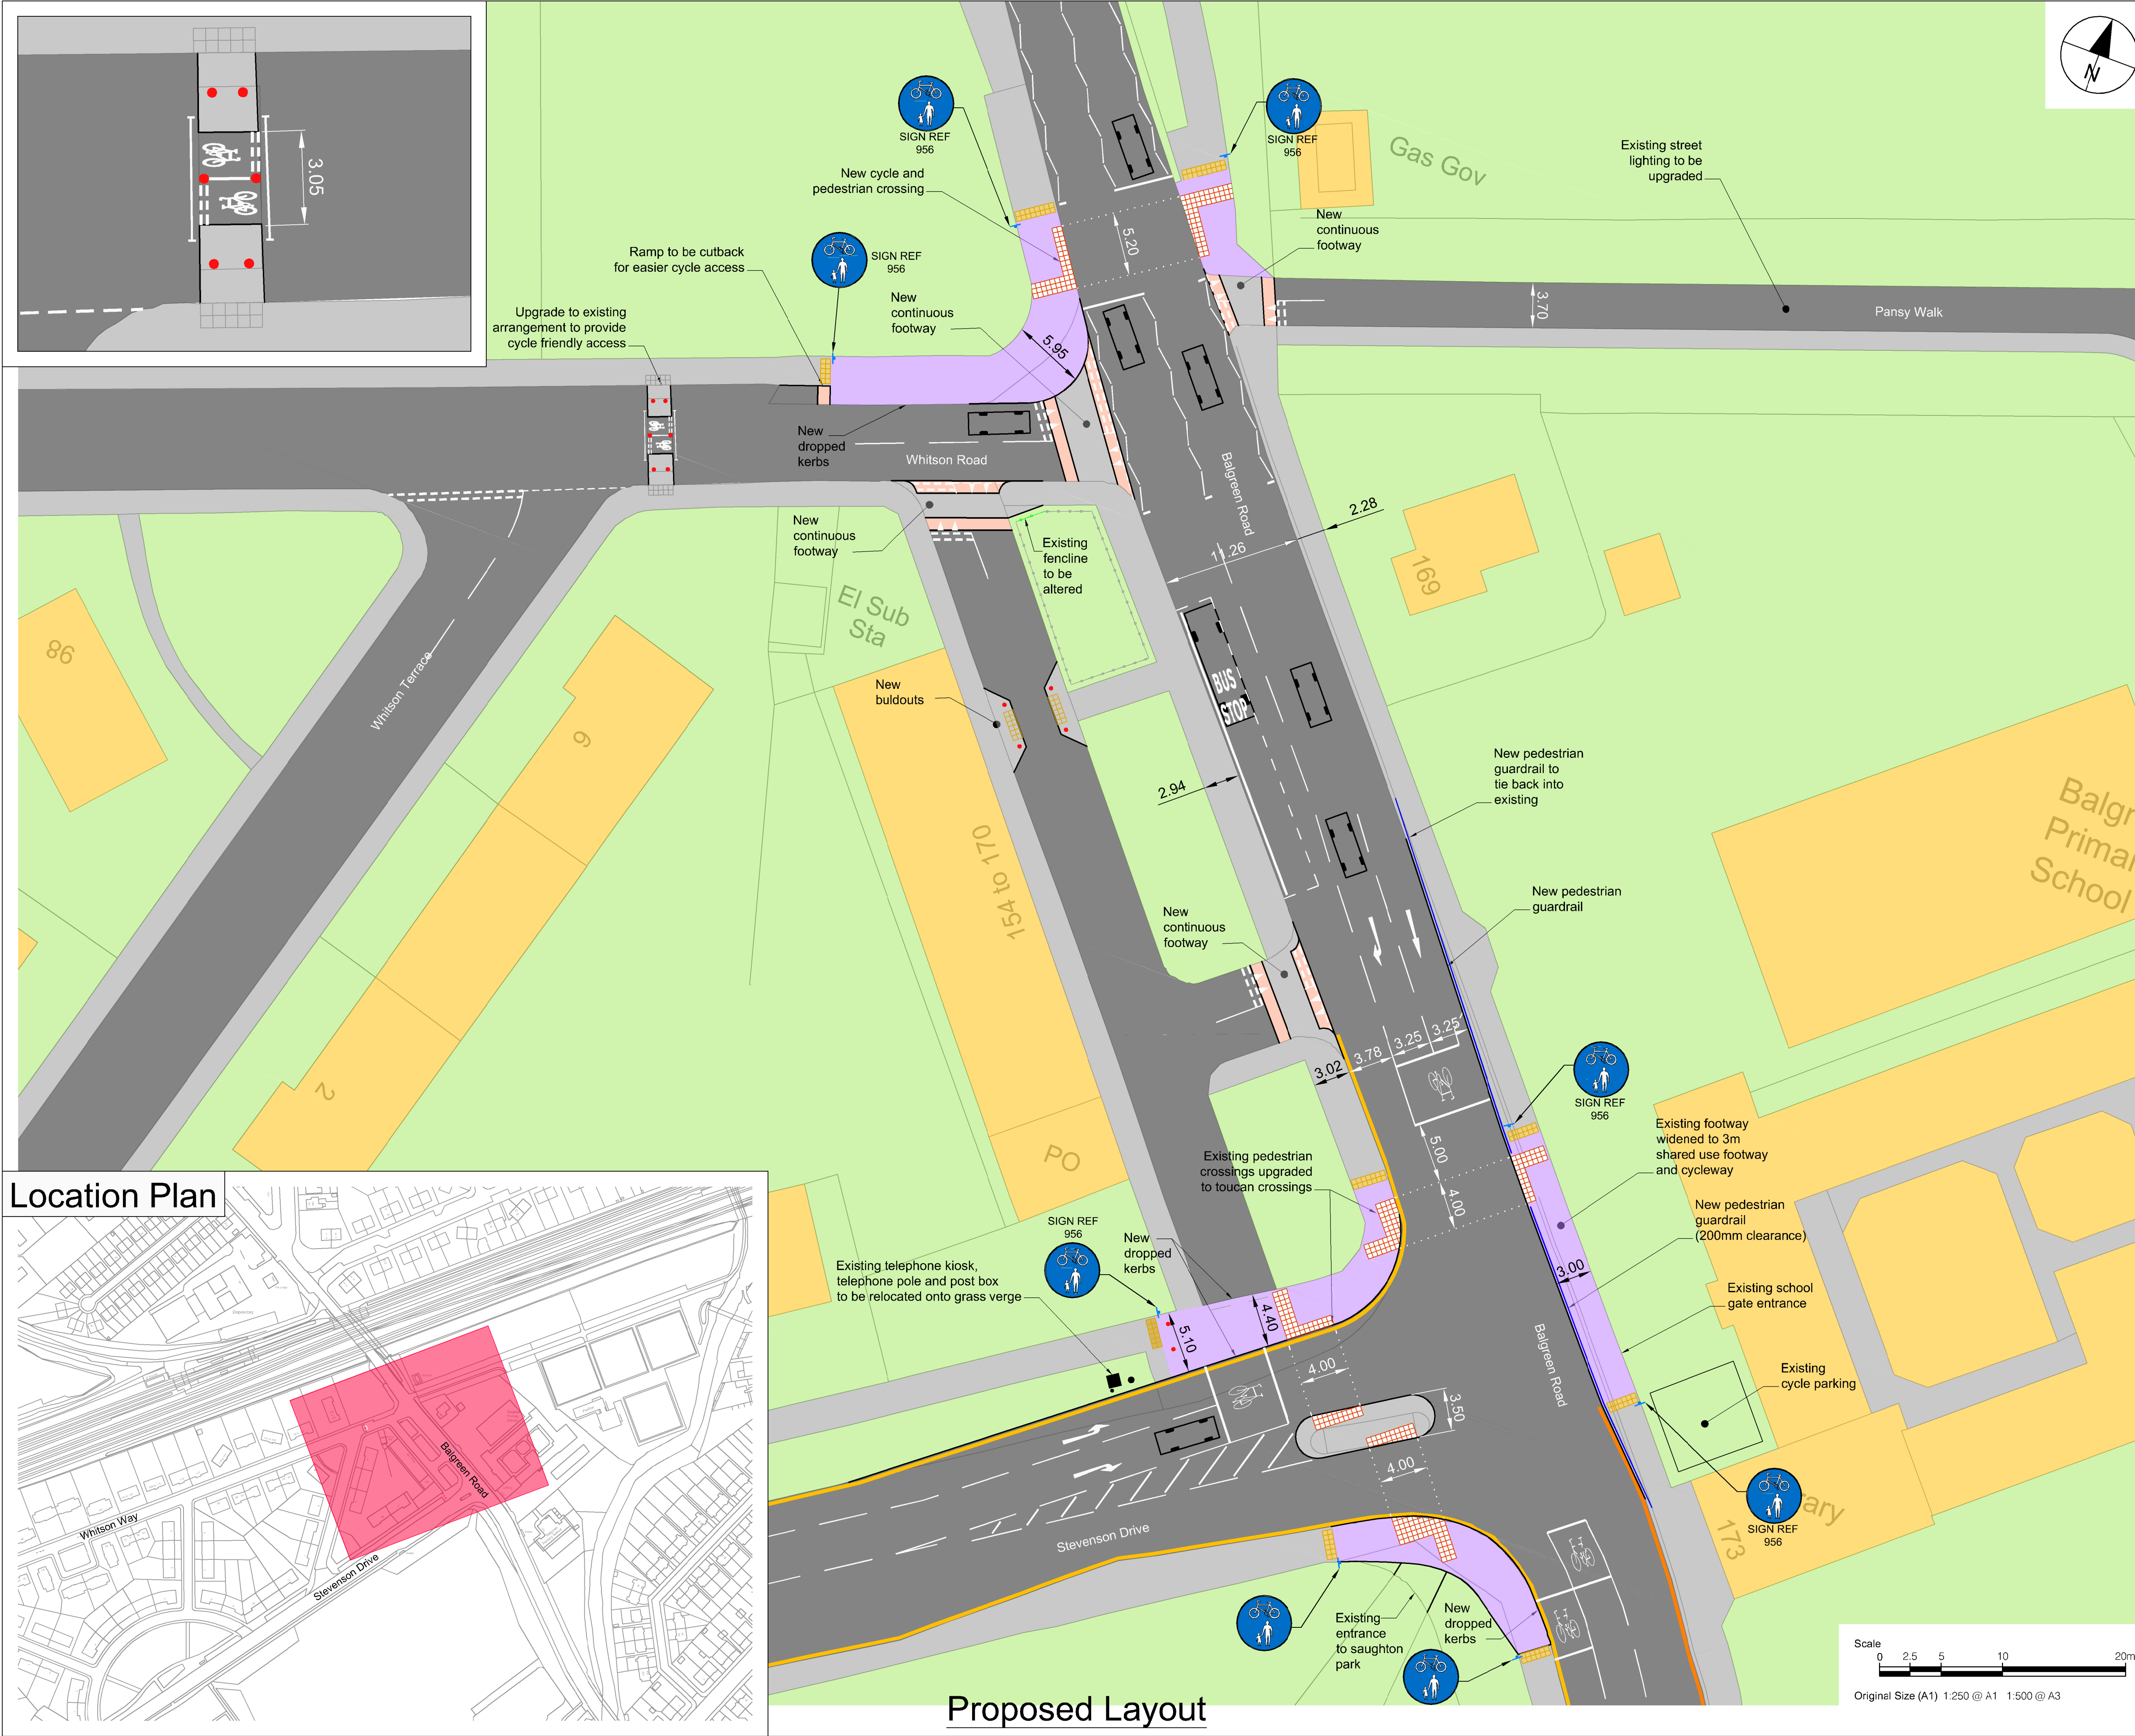 3.05
N
SIGN REF
956
SIGN REF
956
Gas Gov
Existing street
lighting to be
upgraded
New cycle and
pedestrian crossing
New
continuous
footway
5.20
Ramp to be cutback
for easier cycle access
SIGN REF
956
New
continuous
footway
Upgrade to existing
arrangement to provide
cycle friendly access
5.95
3.70
Pansy Walk
New
dropped
kerbs
Whitson Road
Balgreen Road
2.28
11.26
New
continuous
footway
Existing
fencline
to be
altered
169
El Sub
Sta
98
Whitson Terrace
9
New
buldouts
BUS
STOP
2.94
New pedestrian
guardrail to
tie back into
existing
Balgr
Primar
School
154 to 170
New pedestrian
guardrail
New
continuous
footway
3.02
3.78
3.25
3.25
SIGN REF
956
2
PO
5.00
4.00
Existing footway
widened to 3m
shared use footway
and cycleway
Existing pedestrian
crossings upgraded
to toucan crossings
New pedestrian
guardrail
(200mm clearance)
Location Plan
SIGN REF
956
New
dropped
kerbs
Existing telephone kiosk,
telephone pole and post box
to be relocated onto grass verge
3.00
Existing school
gate entrance
5.10
4.40
4.00
3.50
4.00
Balgreen Road
Existing
cycle parking
Balgreen Road
Whitson Way
Stevenson Drive
Stevenson Drive
SIGN REF
956
rary
173
Existing
entrance
to saughton
park
New
dropped
kerbs
Scale
0 2.5 5 10 20m
Original Size (A1) 1:250 @ A1 1:500 @ A3
Proposed Layout